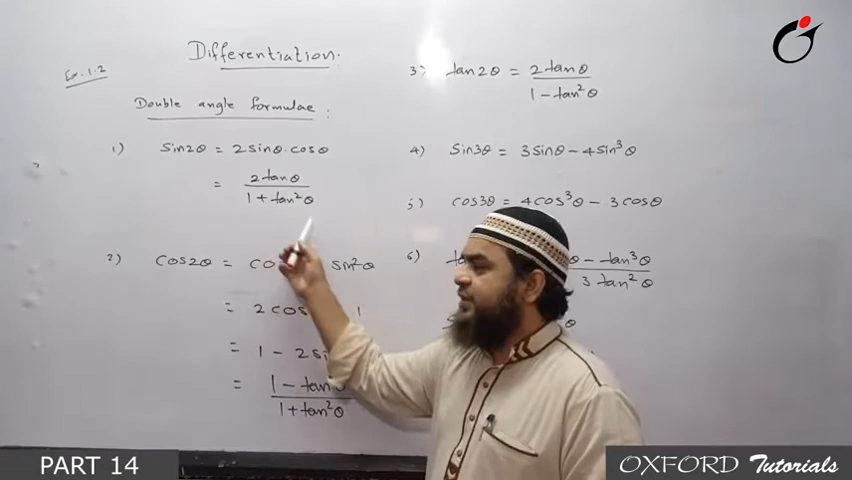 Differentiation.
Ex. 1.2
Double angle formulae :
1) sin2θ = 2sinθ.cosθ
= 2tanθ / 1 + tan²θ
2) cos2θ = co sin²θ
= 2cos 1
= 1 - 2si
= 1 - tan / 1 + tan²θ
3) tan2θ = 2tanθ / 1 - tan²θ
4) sin3θ = 3sinθ - 4sin³θ
5) cos3θ = 4cos³θ - 3cosθ
6) θ - tan³θ / 3 tan²θ
θ
PART 14
OXFORD Tutorials